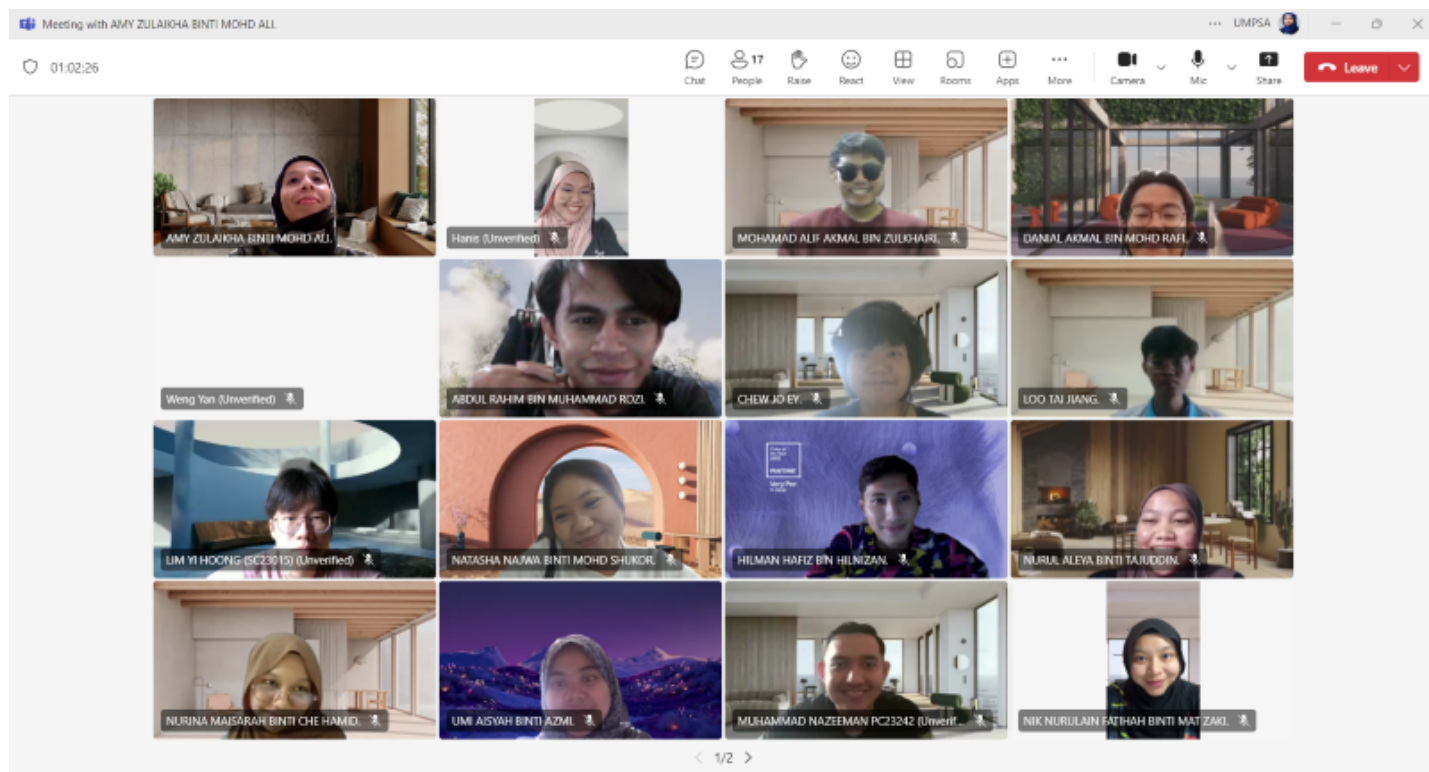 Meeting with AMY ZULAIKHA BINTI MOHD ALI.
UMPSA
01:02:26
17
Chat People Raise React View Rooms Apps More Camera Mic Share Leave
AMY ZULAIKHA BINTI MOHD ALI.
Hanis (Unverified)
MOHAMAD ALIF AKMAL BIN ZULKHAIRI.
DANIAL AKMAL BIN MOHD RAFI.
Weng Yan (Unverified)
ABDUL RAHIM BIN MUHAMMAD ROZI.
CHEW JO EY.
LOO TAI JIANG.
PANTONE
Very Peri
LIM YI HOONG (SC23015) (Unverified)
NATASHA NAJWA BINTI MOHD SHUKOR.
HILMAN HAFIZ BIN HILNIZAN.
NURUL ALEYA BINTI TAJUDDIN.
NURINA MAISARAH BINTI CHE HAMID.
UMI AISYAH BINTI AZMI.
MUHAMMAD NAZEEMAN PC23242 (Unverif...
NIK NURULAIN FATIHAH BINTI MAT ZAKI.
1/2